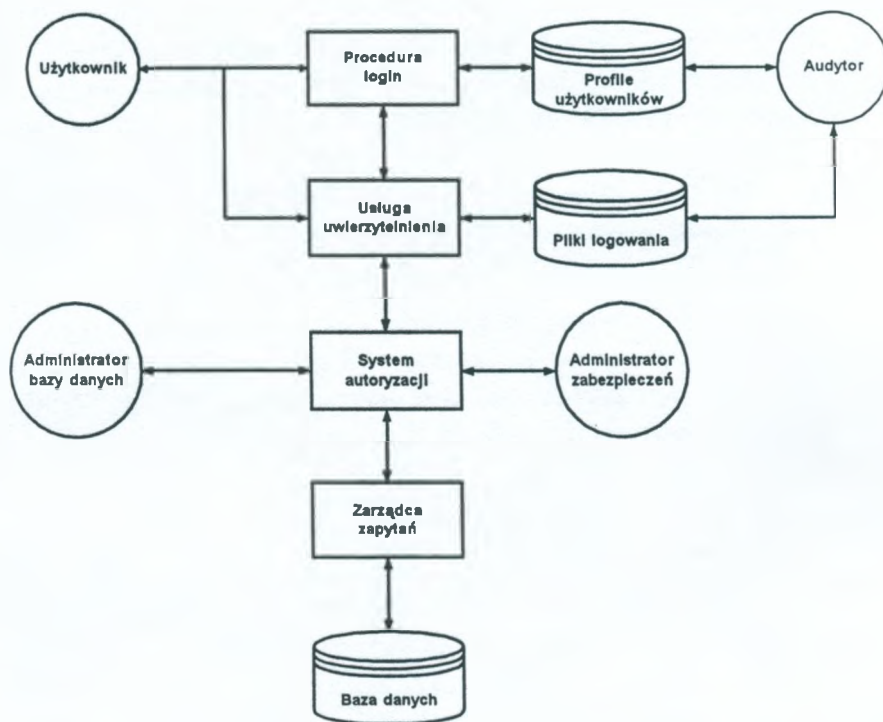 Użytkownik
Procedura
login
Profile
użytkowników
Audytor
Usługa
uwierzytelnienia
Pliki logowania
Administrator
bazy danych
System
autoryzacji
Administrator
zabezpieczeń
Zarządca
zapytań
Baza danych